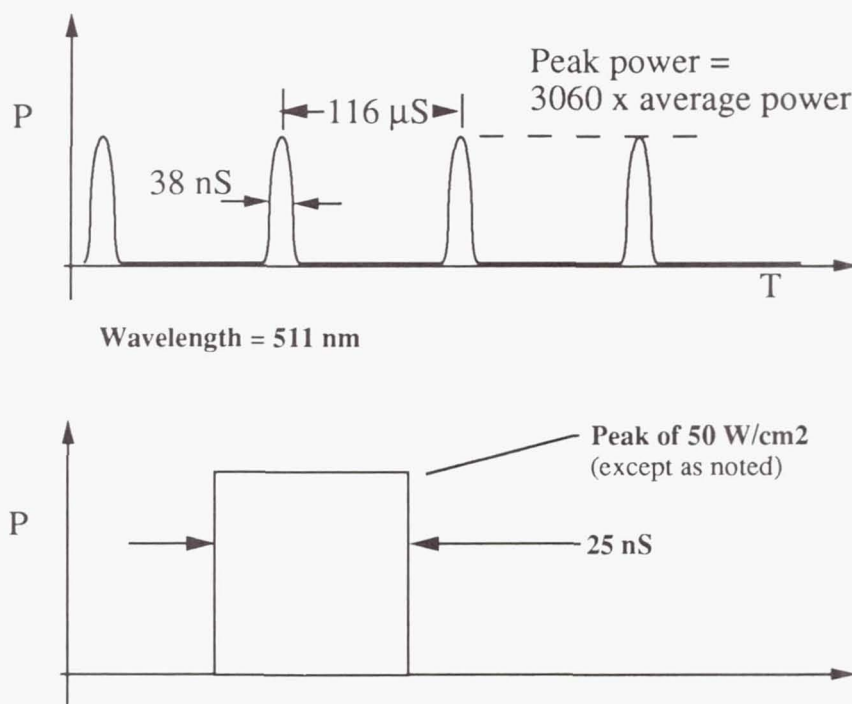 Peak power =
3060 x average power
P
116 µS
38 nS
T
Wavelength = 511 nm
Peak of 50 W/cm2
(except as noted)
P
25 nS